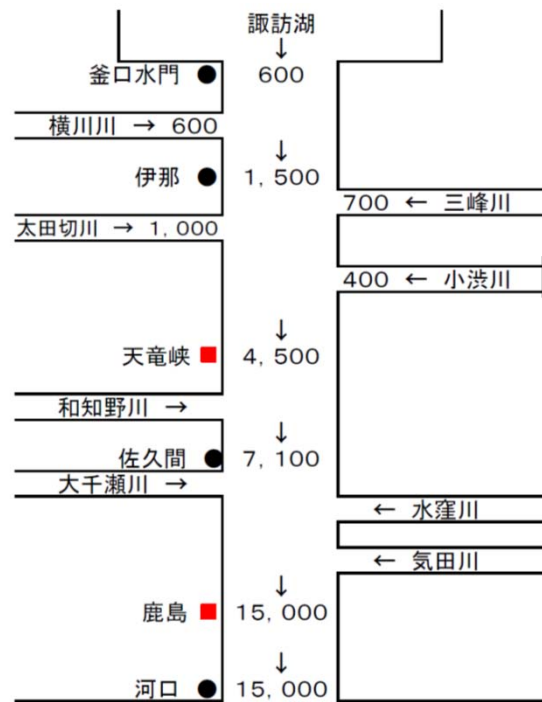 諏訪湖
↓
釜口水門 ● 600
横川川 → 600
↓
伊那 ● 1,500
700 ← 三峰川
太田切川 → 1,000
400 ← 小渋川
↓
天竜峡 ■ 4,500
和知野川 →
↓
佐久間 ● 7,100
大千瀬川 →
← 水窪川
← 気田川
↓
鹿島 ■ 15,000
↓
河口 ● 15,000